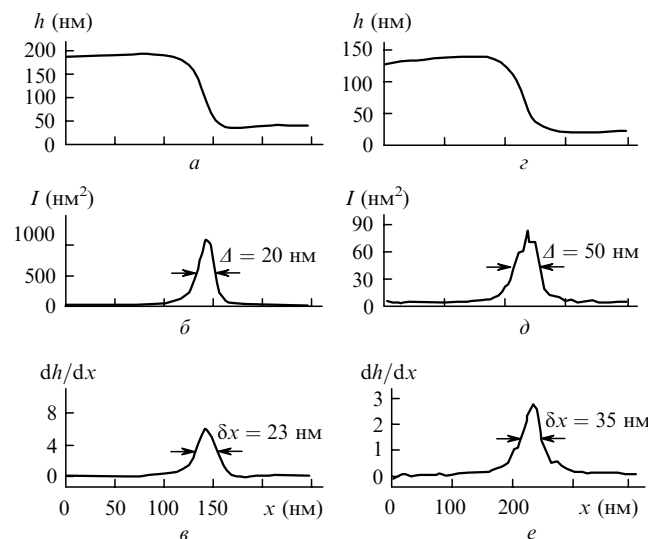 h (нм)
200
150
100
50
0
а
h (нм)
150
100
50
0
г
I (нм²)
1000
500
0
Δ = 20 нм
б
I (нм²)
90
60
30
0
Δ = 50 нм
д
dh/dx
8
4
0
δx = 23 нм
0 50 100 150 x (нм)
в
dh/dx
3
2
1
0
δx = 35 нм
0 100 200 x (нм)
е